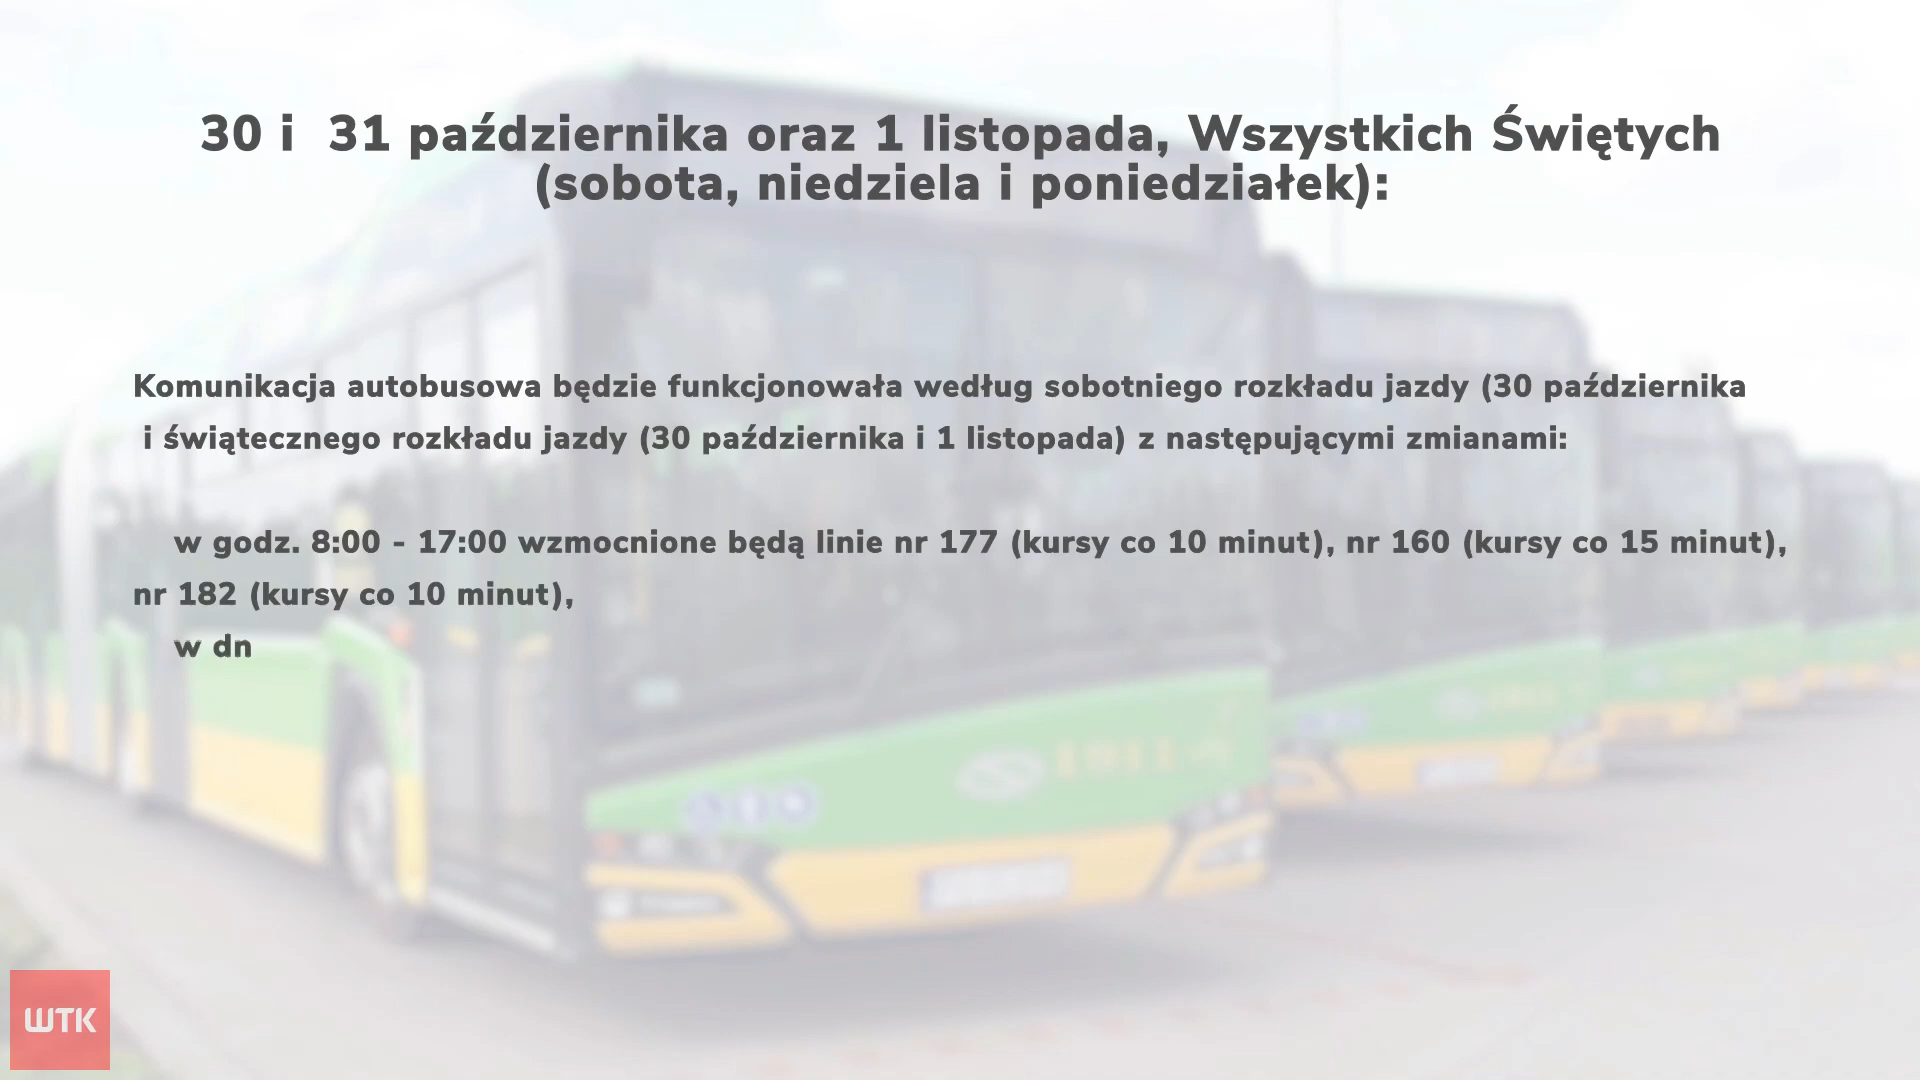 30 i  31 października oraz 1 listopada, Wszystkich Świętych
(sobota, niedziela i poniedziałek):
Komunikacja autobusowa będzie funkcjonowała według sobotniego rozkładu jazdy (30 października
i świątecznego rozkładu jazdy (30 października i 1 listopada) z następującymi zmianami:
w godz. 8:00 - 17:00 wzmocnione będą linie nr 177 (kursy co 10 minut), nr 160 (kursy co 15 minut),
nr 182 (kursy co 10 minut),
w dn
WTK